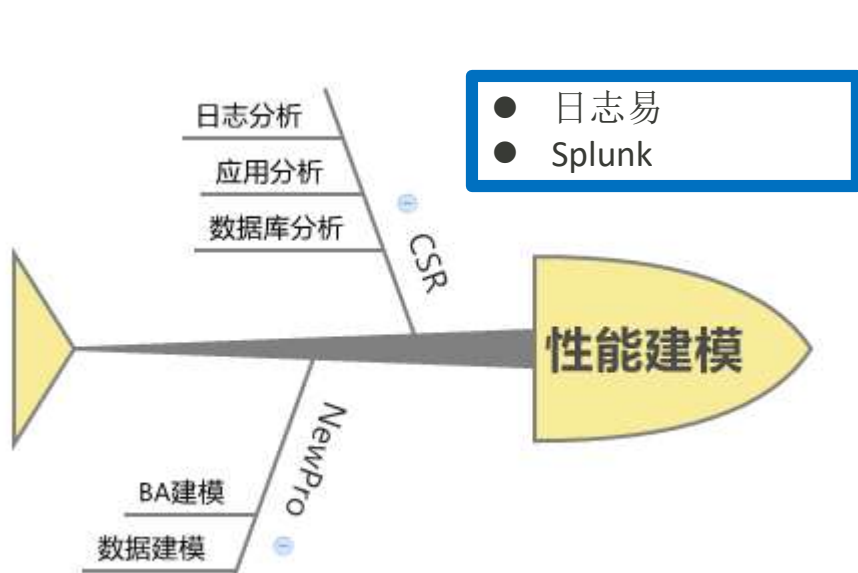 日志易
Splunk
日志分析
应用分析
数据库分析
CSR
性能建模
NewPro
BA建模
数据建模